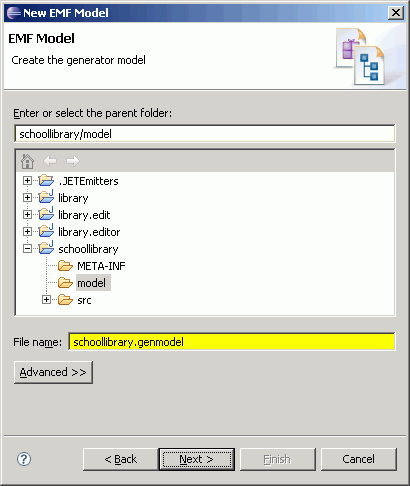 New EMF Model
EMF Model
Create the generator model
Enter or select the parent folder:
schoollibrary/model
.JETEmitters
library
library.edit
library.editor
schoollibrary
META-INF
model
src
File name: schoollibrary.genmodel
Advanced >>
? < Back Next > Finish Cancel